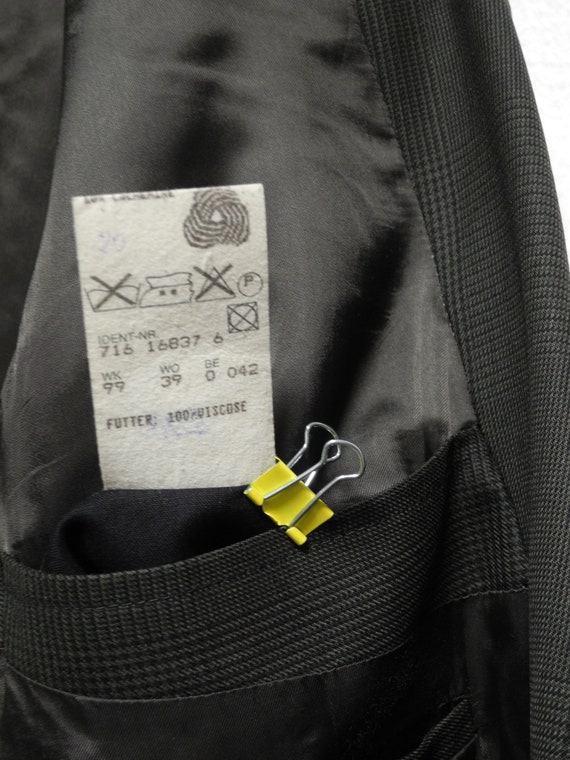 P
IDENT-NR
716 16837 6
WK WO BE
99 39 0 042
FUTTER: 100%VISCOSE